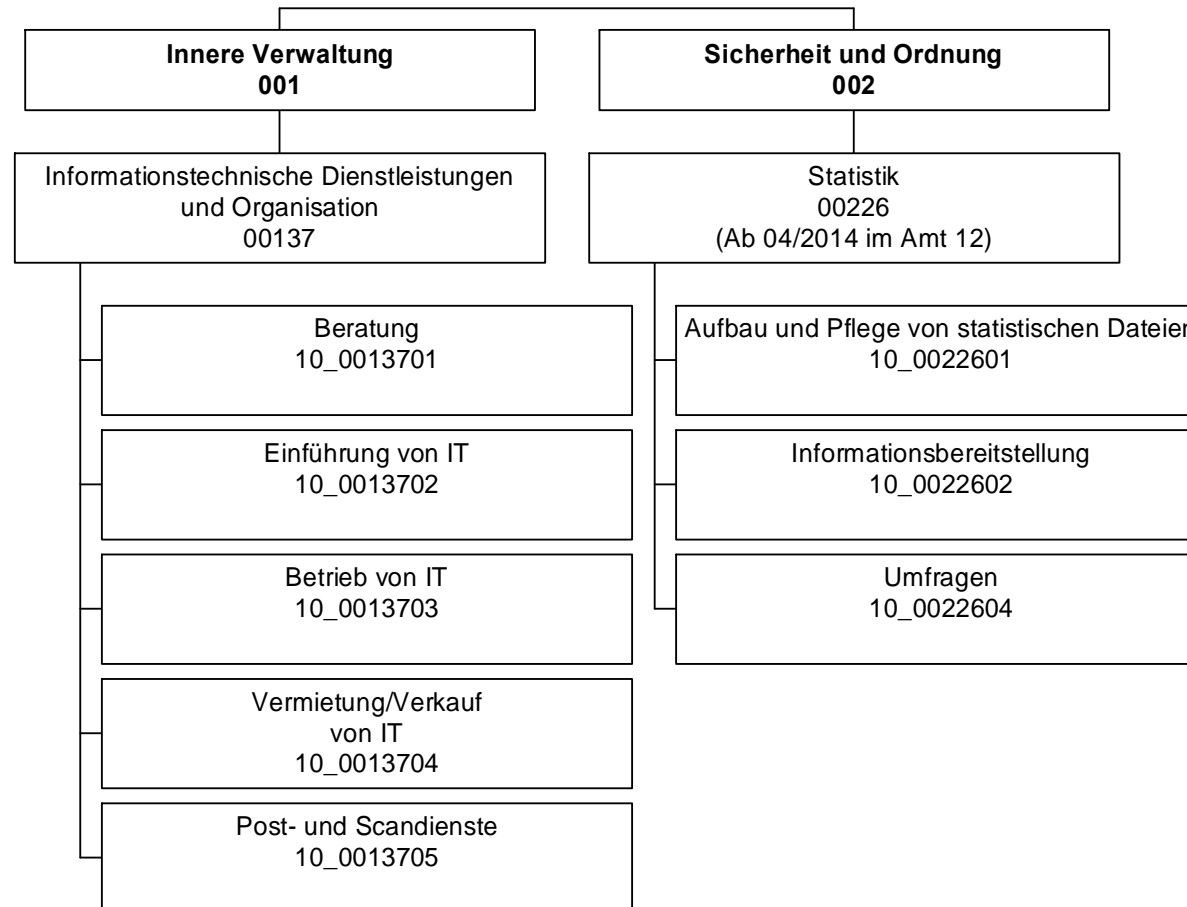 Innere Verwaltung
001
Sicherheit und Ordnung
002
Informationstechnische Dienstleistungen
und Organisation
00137
Statistik
00226
(Ab 04/2014 im Amt 12)
Beratung
10_0013701
Einführung von IT
10_0013702
Betrieb von IT
10_0013703
Vermietung/Verkauf
von IT
10_0013704
Post- und Scandienste
10_0013705
Aufbau und Pflege von statistischen Dateien
10_0022601
Informationsbereitstellung
10_0022602
Umfragen
10_0022604